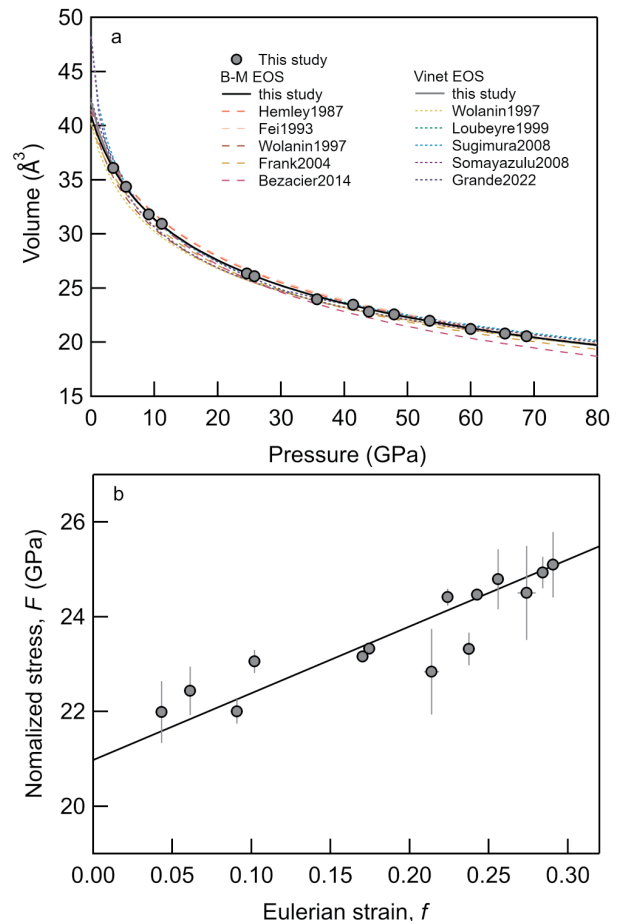 50
45
40
35
30
25
20
15
Volume (Å3)
a
This study
B-M EOS
this study
Hemley1987
Fei1993
Wolanin1997
Frank2004
Bezacier2014
Vinet EOS
this study
Wolanin1997
Loubeyre1999
Sugimura2008
Somayazulu2008
Grande2022
0 10 20 30 40 50 60 70 80
Pressure (GPa)
b
26
24
22
20
Nomalized stress, F (GPa)
0.00 0.05 0.10 0.15 0.20 0.25 0.30
Eulerian strain, f